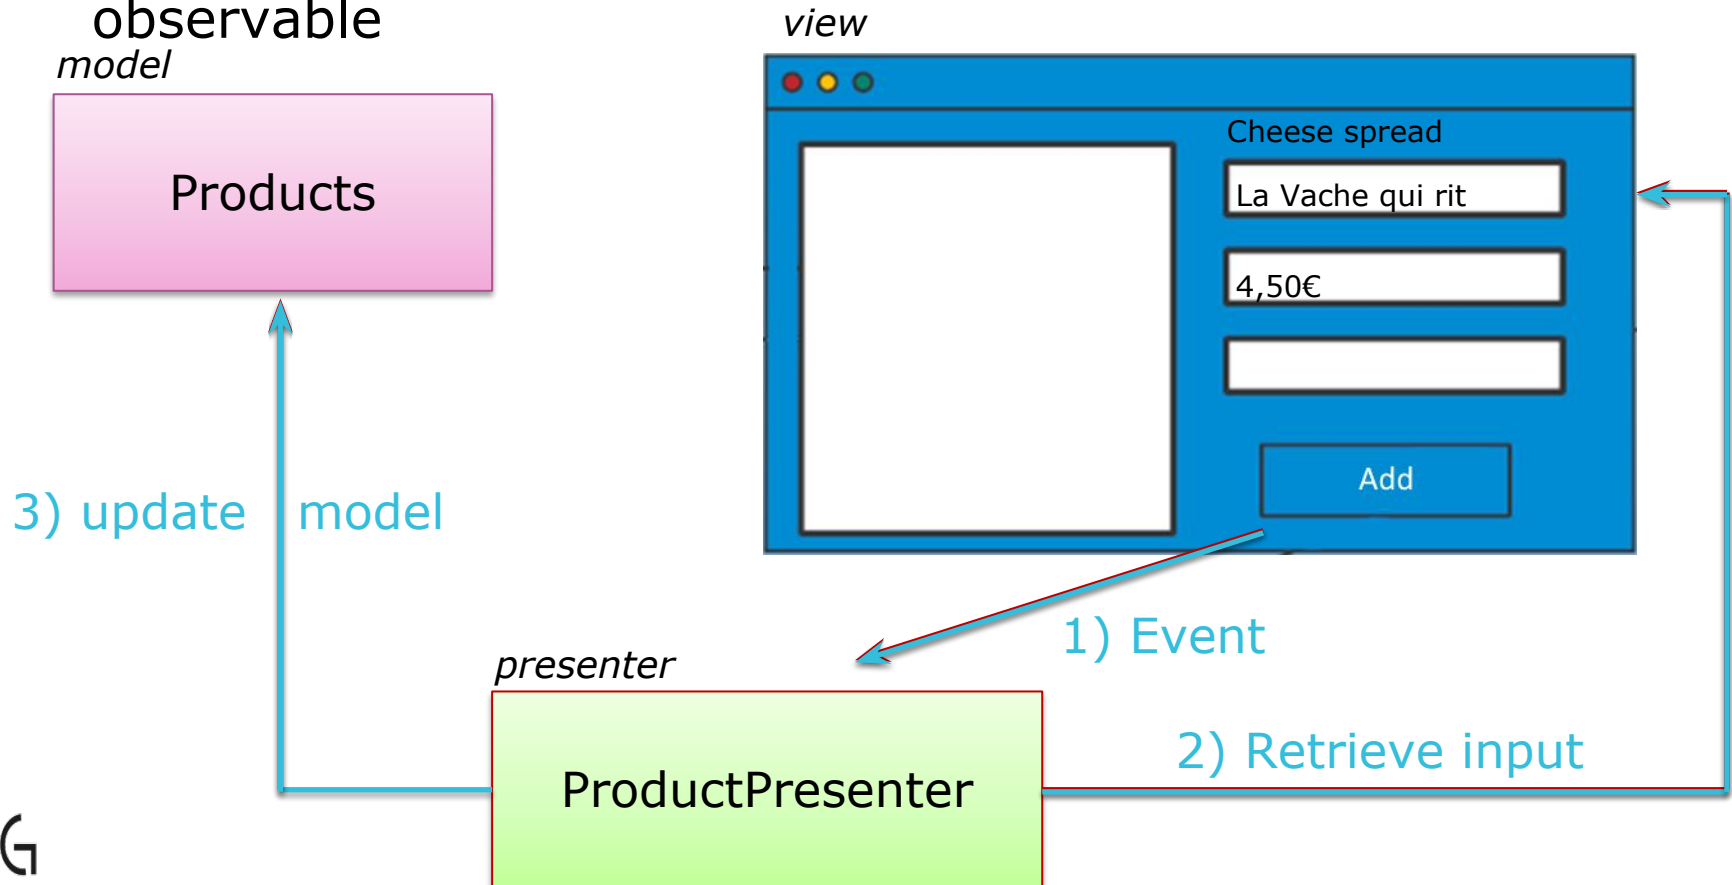 observable
model
Products
view
Cheese spread
La Vache qui rit
4,50€
Add
3) update model
1) Event
presenter
2) Retrieve input
ProductPresenter